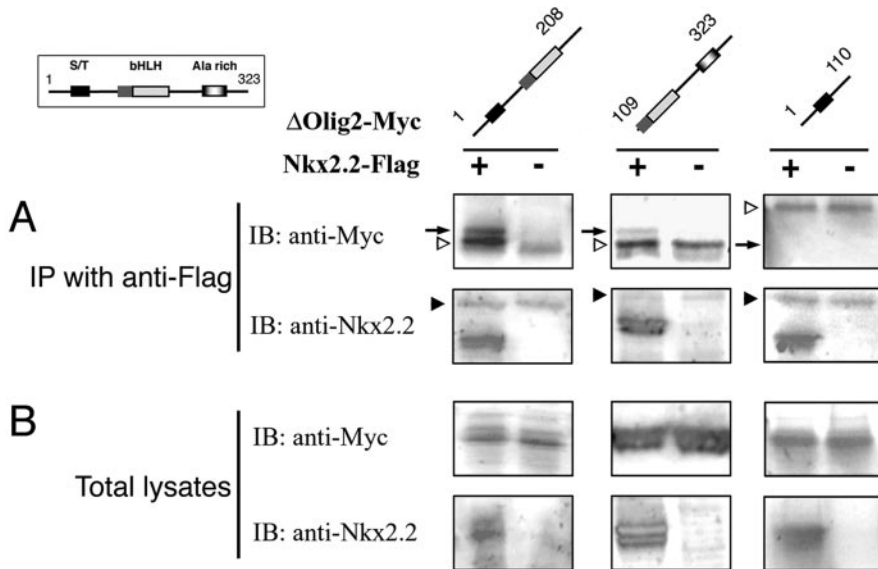 S/T bHLH Ala rich
1 323
1 208
109 323
1 110
ΔOlig2-Myc
Nkx2.2-Flag + - + - + -
A
IP with anti-Flag
IB: anti-Myc
IB: anti-Nkx2.2
B
Total lysates
IB: anti-Myc
IB: anti-Nkx2.2